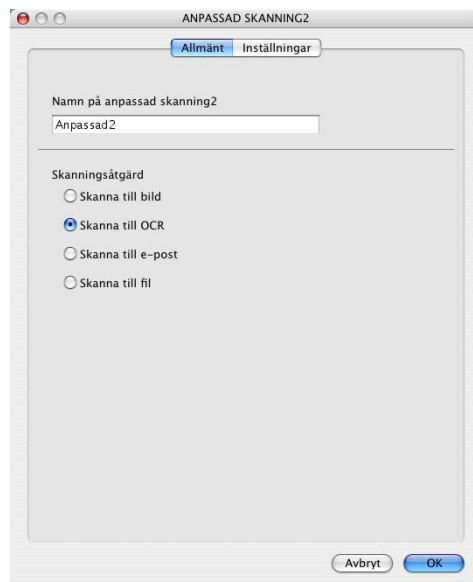 ANPASSAD SKANNING2
Allmänt Inställningar
Namn på anpassad skanning2
Anpassad2
Skanningsåtgärd
Skanna till bild
Skanna till OCR
Skanna till e-post
Skanna till fil
Avbryt OK